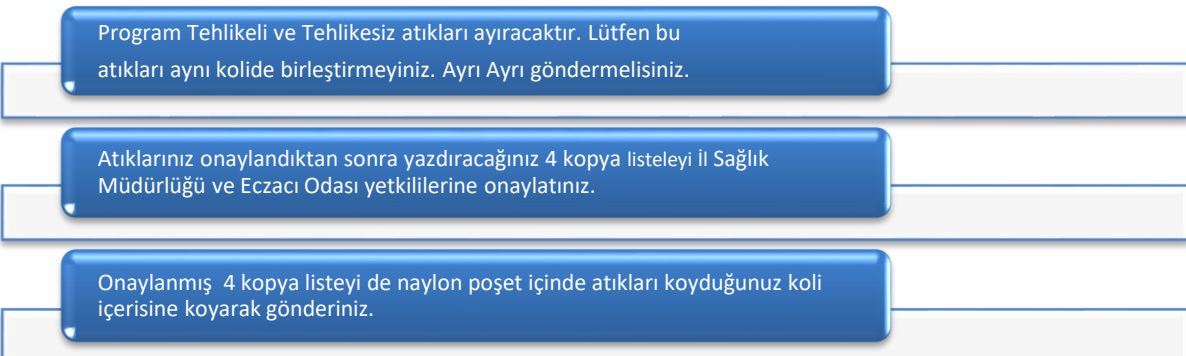 Program Tehlikeli ve Tehlikesiz atıkları ayıracaktır. Lütfen bu
atıkları aynı kolide birleştirmeyiniz. Ayrı Ayrı göndermelisiniz.
Atıklarınız onaylandıktan sonra yazdıracağınız 4 kopya listeleyi İl Sağlık
Müdürlüğü ve Eczacı Odası yetkililerine onaylatınız.
Onaylanmış 4 kopya listeyi de naylon poşet içinde atıkları koyduğunuz koli
içerisine koyarak gönderiniz.